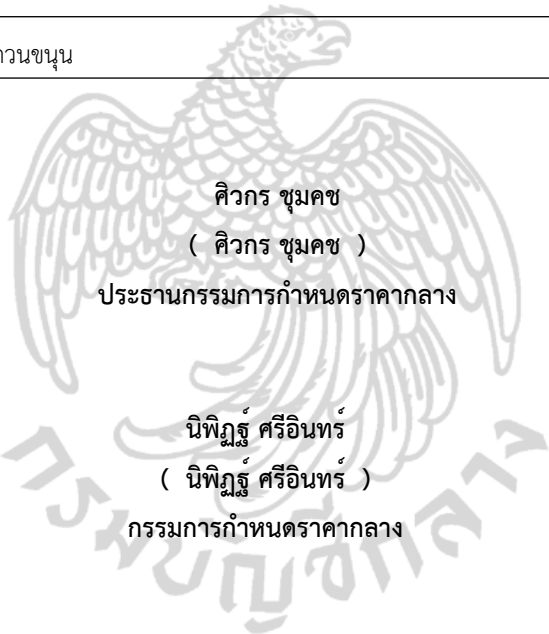 วนขนุน
ศิวกร ชุมคช
( ศิวกร ชุมคช )
ประธานกรรมการกำหนดราคากลาง
นิพิฏฐ์ ศรีอินทร์
( นิพิฏฐ์ ศรีอินทร์ )
กรรมการกำหนดราคากลาง
กรมบัญชีกลาง